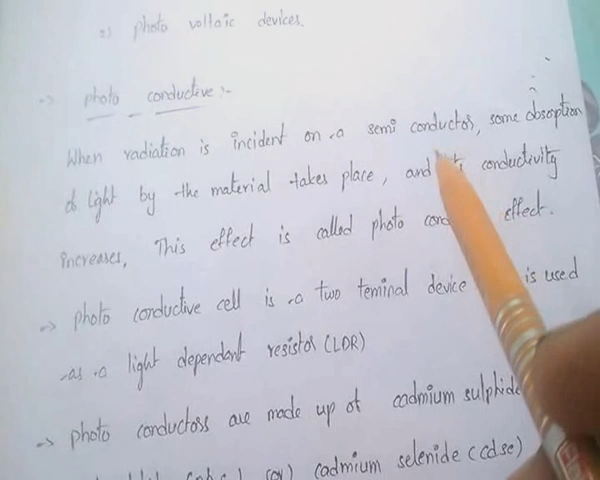 => photo voltaic devices.
-> photo conductive :-
When radiation is incident on a semi conductor, some absorption
of light by the material takes place, and conductivity
increases, This effect is called photo effect.
-> photo conductive cell is a two teminal device is used
as a light dependant resistor (LDR)
-> photo conductors are made up of cadmium sulphide
(or) cadmium selenide (cdse)